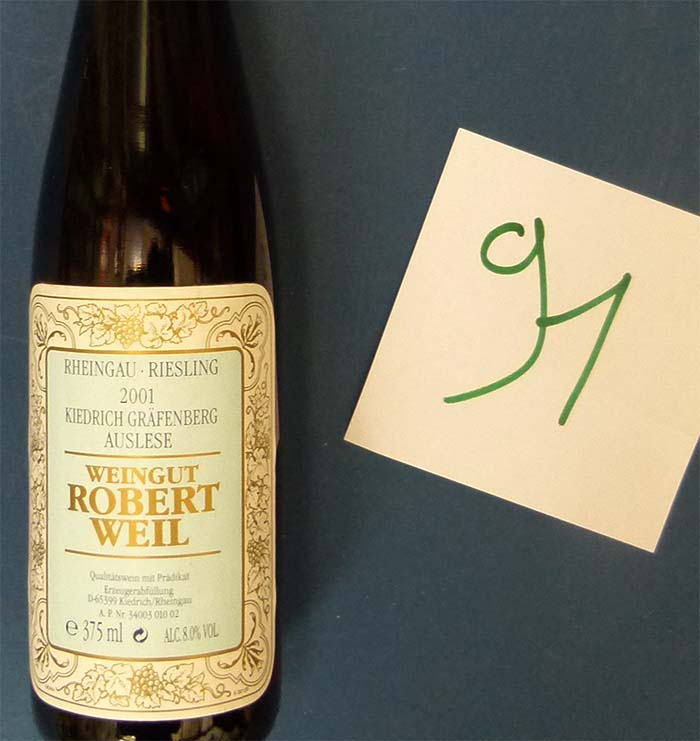 RHEINGAU · RIESLING
2001
KIEDRICH GRÄFENBERG
AUSLESE
WEINGUT
ROBERT
WEIL
Qualitätswein mit Prädikat
Erzeugerabfüllung
D-65399 Kiedrich/Rheingau
A. P. Nr. 34003 010 02
℮ 375 ml ALC. 8.0% VOL.
91